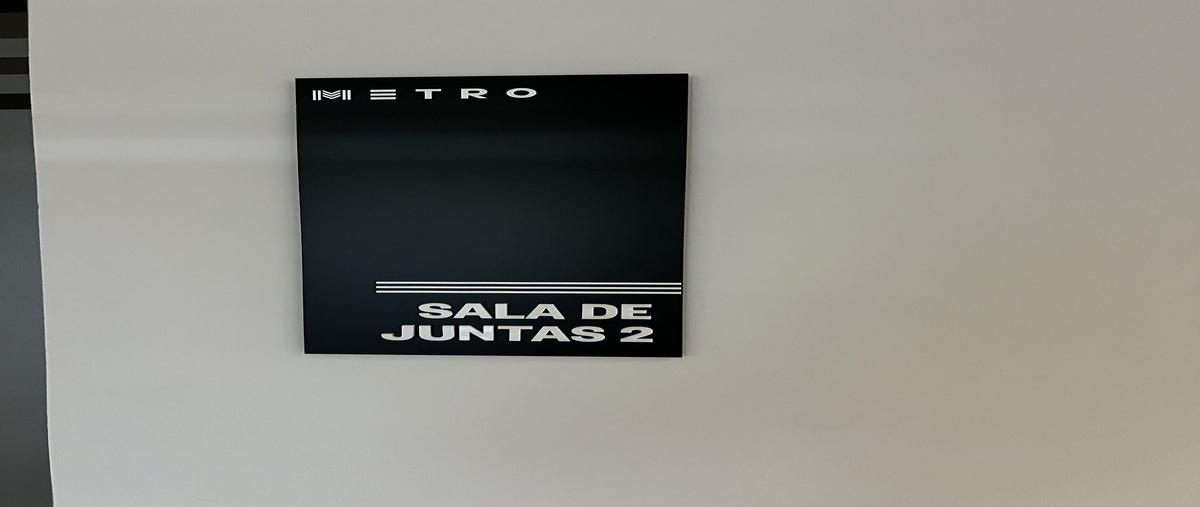 METRO
SALA DE
JUNTAS 2